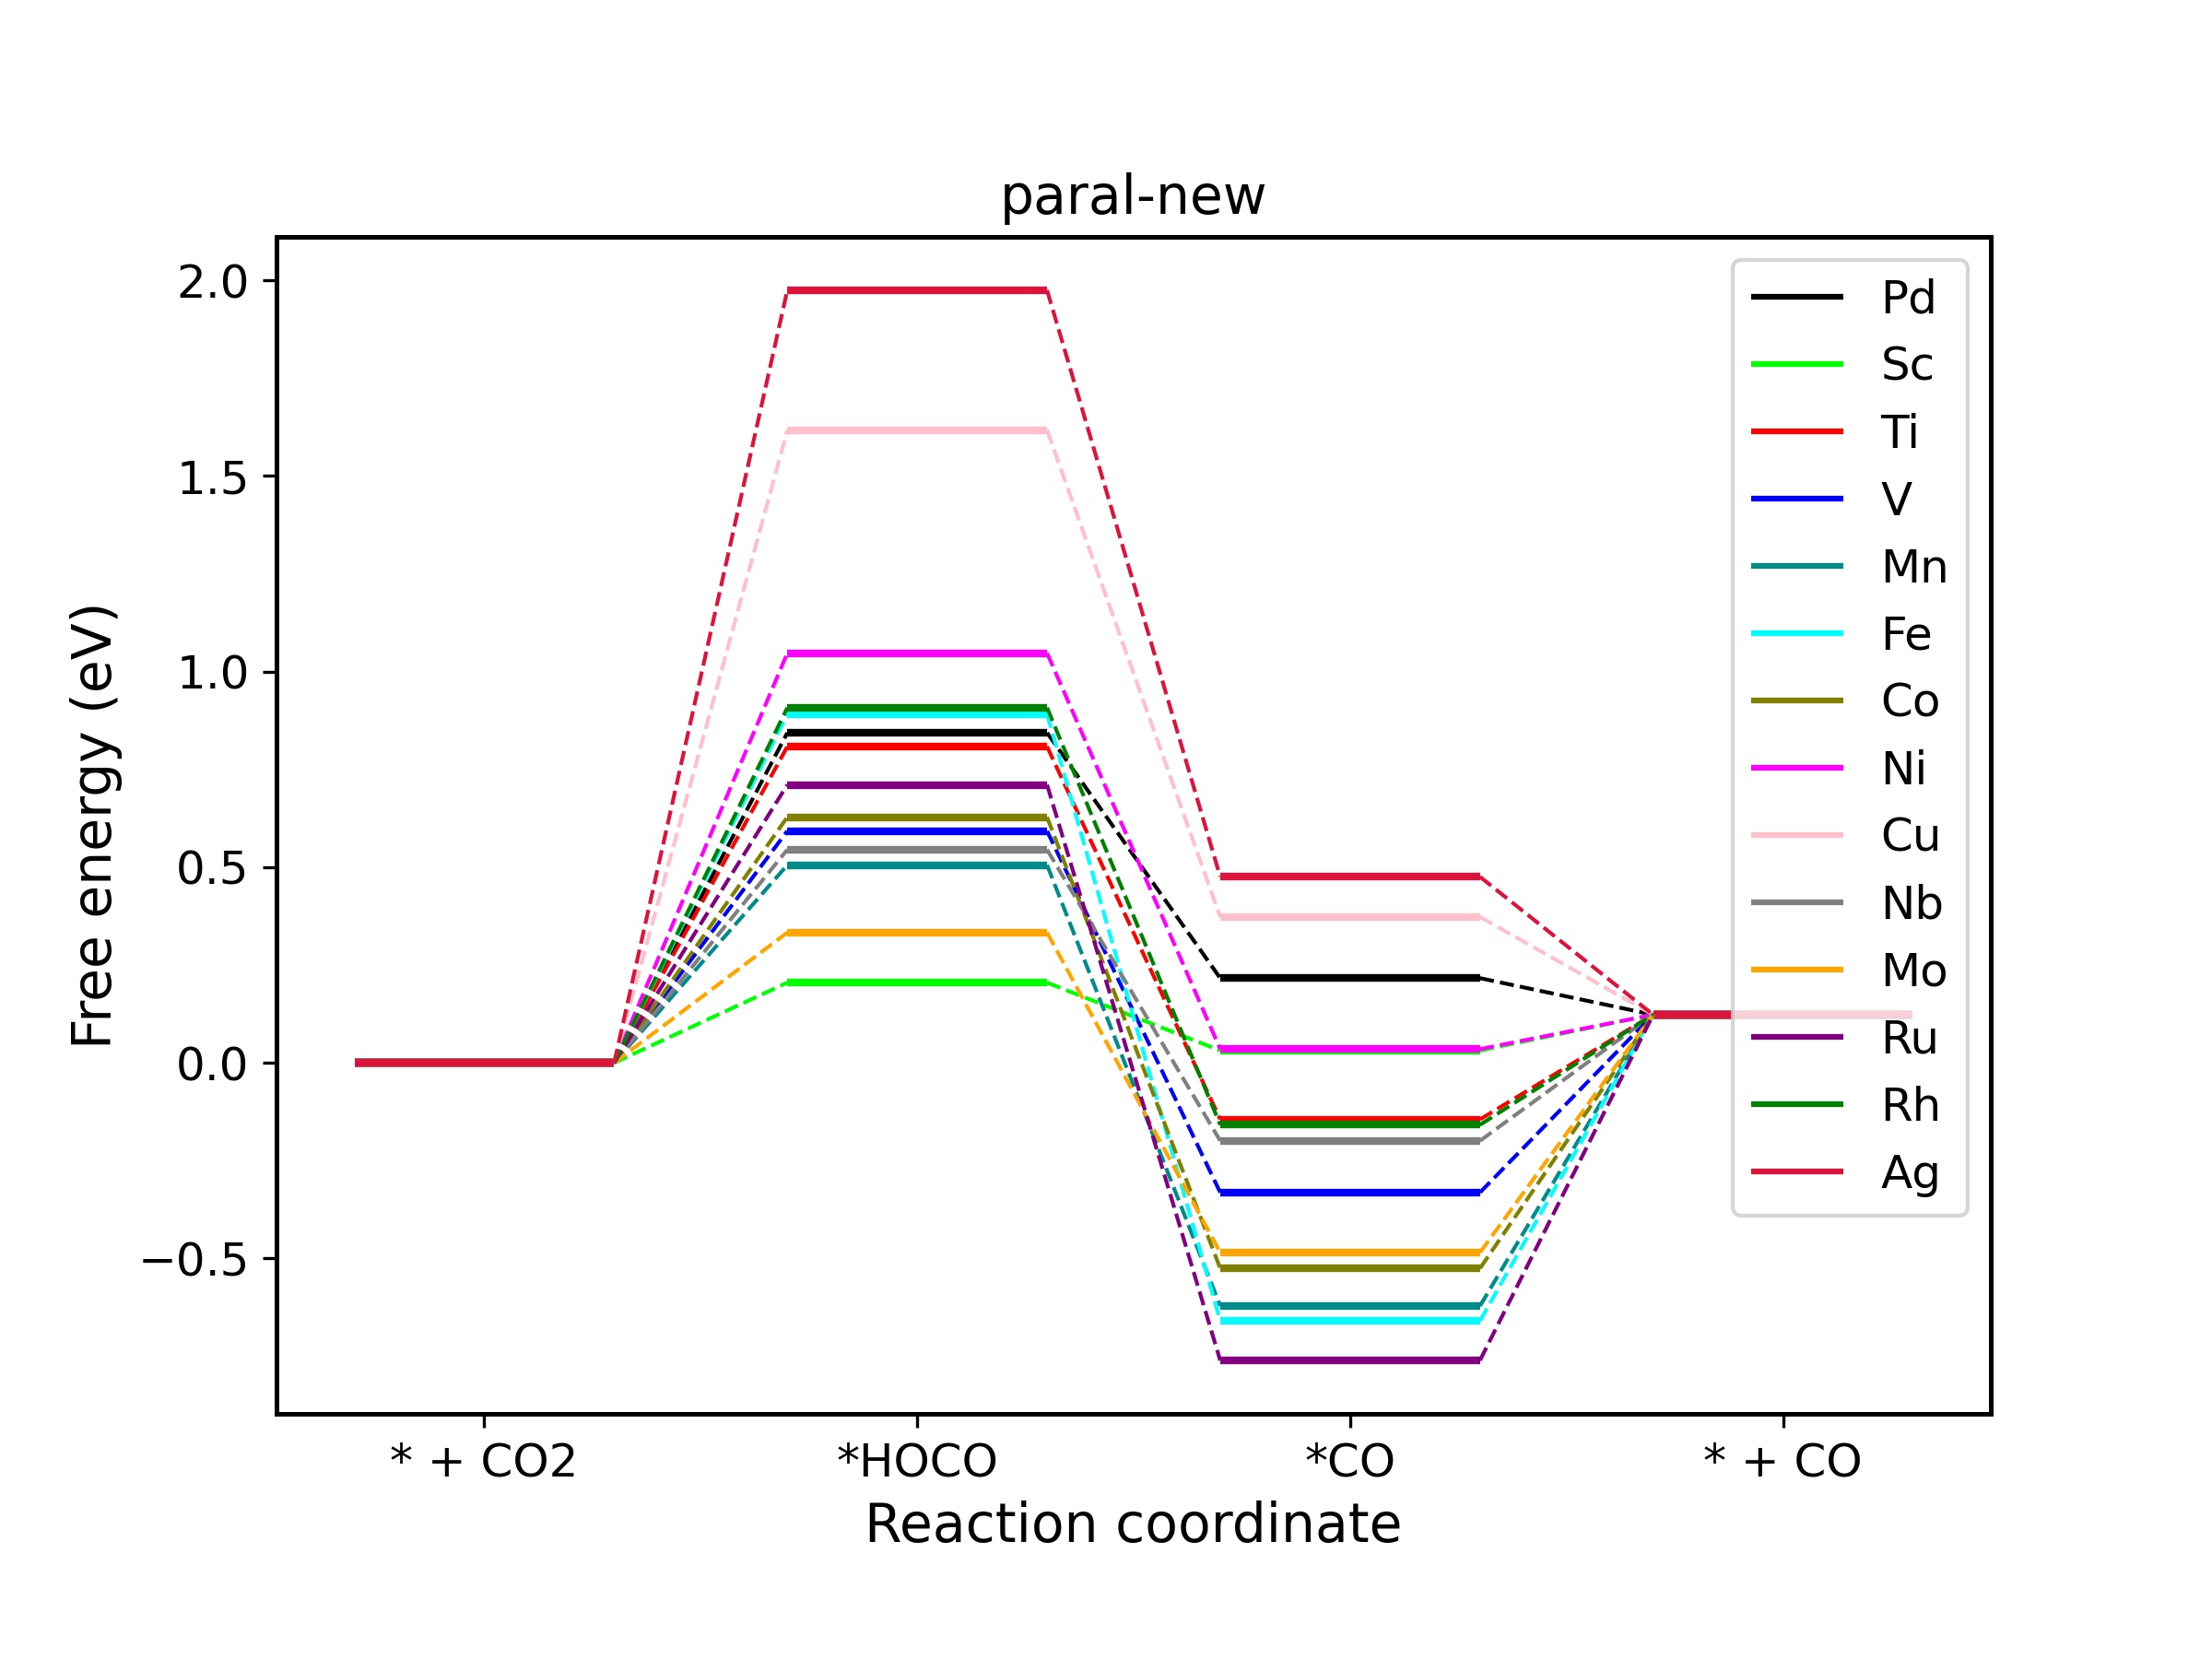 paral-new
2.0
1.5
1.0
0.5
0.0
−0.5
Free energy (eV)
Pd
Sc
Ti
V
Mn
Fe
Co
Ni
Cu
Nb
Mo
Ru
Rh
Ag
* + CO2
*HOCO
*CO
* + CO
Reaction coordinate